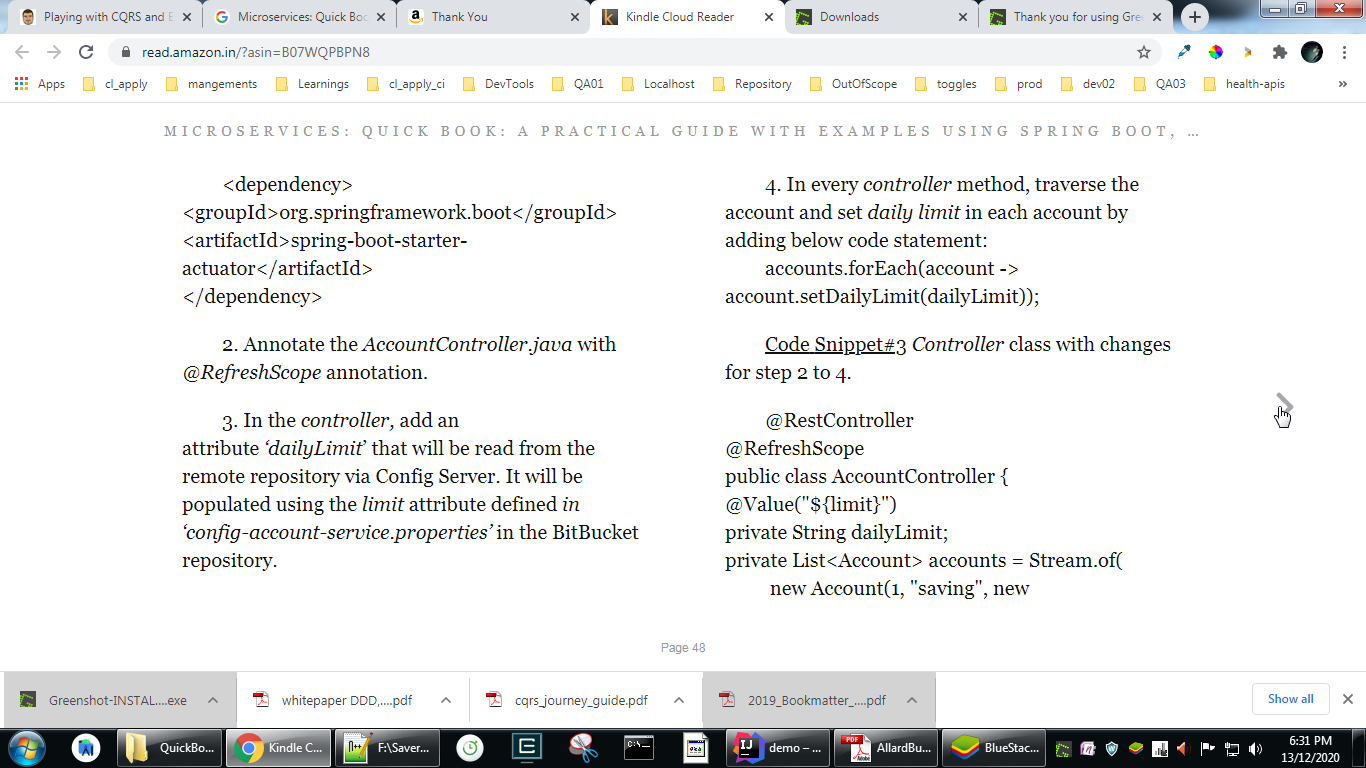 Playing with CQRS and E
Microservices: Quick Boo
Thank You
Kindle Cloud Reader
Downloads
Thank you for using Gre
read.amazon.in/?asin=B07WQPBPN8
Apps
cl_apply
mangements
Learnings
cl_apply_ci
DevTools
QA01
Localhost
Repository
OutOfScope
toggles
prod
dev02
QA03
health-apis
»
MICROSERVICES: QUICK BOOK: A PRACTICAL GUIDE WITH EXAMPLES USING SPRING BOOT, …
<dependency>
<groupId>org.springframework.boot</groupId>
<artifactId>spring-boot-starter-
actuator</artifactId>
</dependency>
2. Annotate the AccountController.java with
@RefreshScope annotation.
3. In the controller, add an
attribute ‘dailyLimit’ that will be read from the
remote repository via Config Server. It will be
populated using the limit attribute defined in
‘config-account-service.properties’ in the BitBucket
repository.
4. In every controller method, traverse the
account and set daily limit in each account by
adding below code statement:
accounts.forEach(account ->
account.setDailyLimit(dailyLimit));
Code Snippet#3 Controller class with changes
for step 2 to 4.
@RestController
@RefreshScope
public class AccountController {
@Value("${limit}")
private String dailyLimit;
private List<Account> accounts = Stream.of(
new Account(1, "saving", new
Page 48
Greenshot-INSTAL....exe
whitepaper DDD,....pdf
cqrs_journey_guide.pdf
2019_Bookmatter_....pdf
Show all
QuickBo...
Kindle C...
F:\Saver...
C:\
demo – ...
AllardBu...
BlueStac...
6:31 PM
13/12/2020